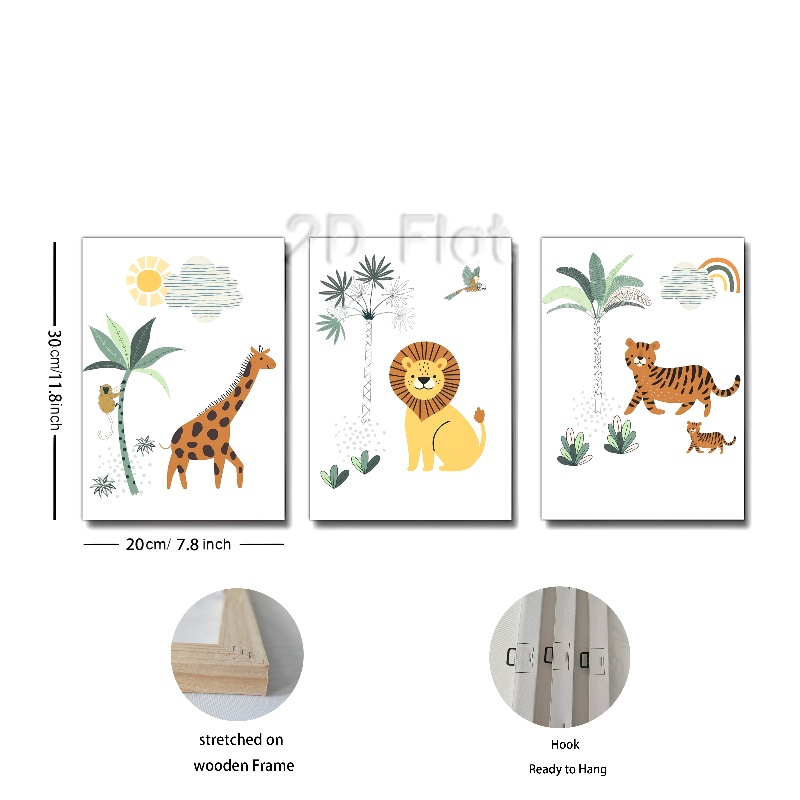 2D Flat
30cm/11.8inch
20cm/ 7.8 inch
stretched on
wooden Frame
Hook
Ready to Hang